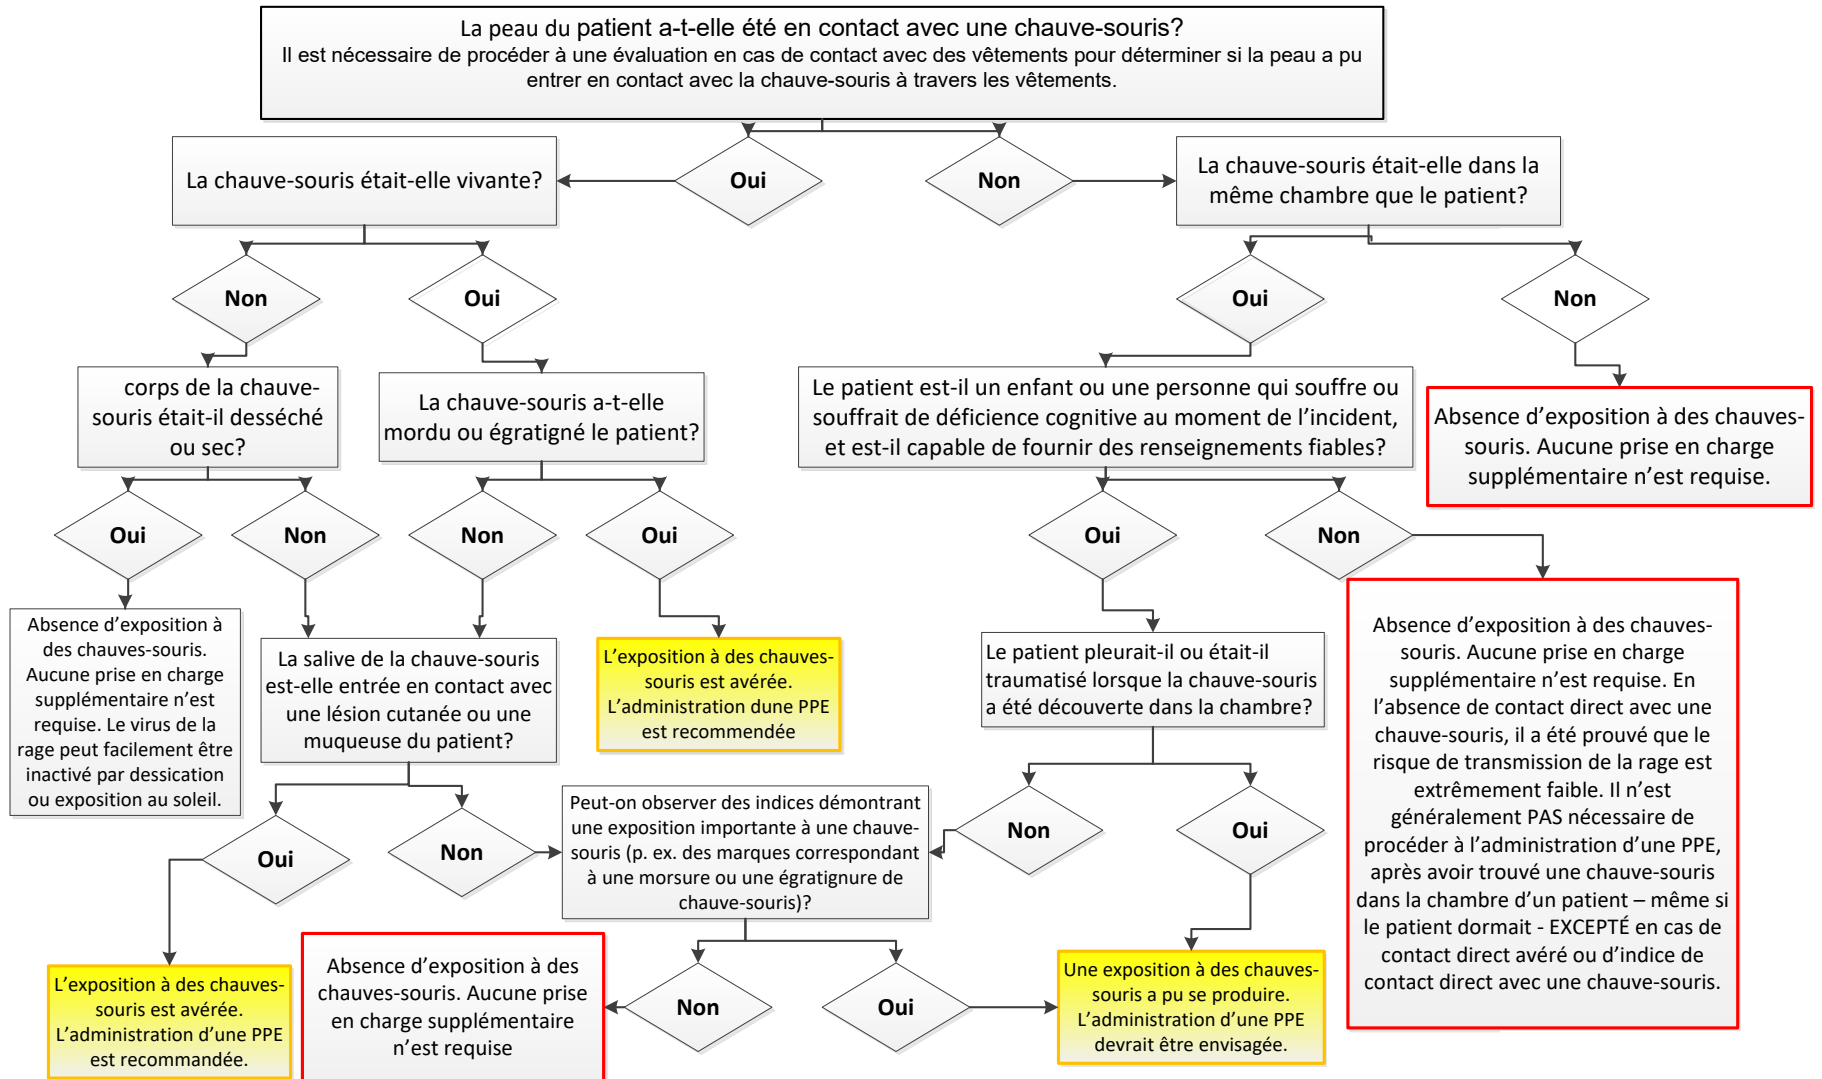 La peau du patient a-t-elle été en contact avec une chauve-souris?
Il est nécessaire de procéder à une évaluation en cas de contact avec des vêtements pour déterminer si la peau a pu
entrer en contact avec la chauve-souris à travers les vêtements.
La chauve-souris était-elle vivante?
Oui
Non
La chauve-souris était-elle dans la
même chambre que le patient?
Non
Oui
Oui
Non
corps de la chauve-
souris était-il desséché
ou sec?
La chauve-souris a-t-elle
mordu ou égratigné le patient?
Le patient est-il un enfant ou une personne qui souffre ou
souffrait de déficience cognitive au moment de l'incident,
et est-il capable de fournir des renseignements fiables?
Absence d'exposition à des chauves-
souris. Aucune prise en charge
supplémentaire n'est requise.
Oui
Non
Non
Oui
Oui
Non
Absence d'exposition à
des chauves-souris.
Aucune prise en charge
supplémentaire n'est
requise. Le virus de la
rage peut facilement être
inactivé par dessication
ou exposition au soleil.
La salive de la chauve-souris
est-elle entrée en contact avec
une lésion cutanée ou une
muqueuse du patient?
L'exposition à des chauves-
souris est avérée.
L'administration dune PPE
est recommendée
Le patient pleurait-il ou était-il
traumatisé lorsque la chauve-souris
a été découverte dans la chambre?
Absence d'exposition à des chauves-
souris. Aucune prise en charge
supplémentaire n'est requise. En
l'absence de contact direct avec une
chauve-souris, il a été prouvé que le
risque de transmission de la rage est
extrêmement faible. Il n'est
généralement PAS nécessaire de
procéder à l'administration d'une PPE,
après avoir trouvé une chauve-souris
dans la chambre d'un patient – même si
le patient dormait - EXCEPTÉ en cas de
contact direct avéré ou d'indice de
contact direct avec une chauve-souris.
Oui
Non
Peut-on observer des indices démontrant
une exposition importante à une chauve-
souris (p. ex. des marques correspondant
à une morsure ou une égratignure de
chauve-souris)?
Non
Oui
L'exposition à des chauves-
souris est avérée.
L'administration d'une PPE
est recommandée.
Absence d'exposition à des
chauves-souris. Aucune prise
en charge supplémentaire
n'est requise
Non
Oui
Une exposition à des chauves-
souris a pu se produire.
L'administration d'une PPE
devrait être envisagée.